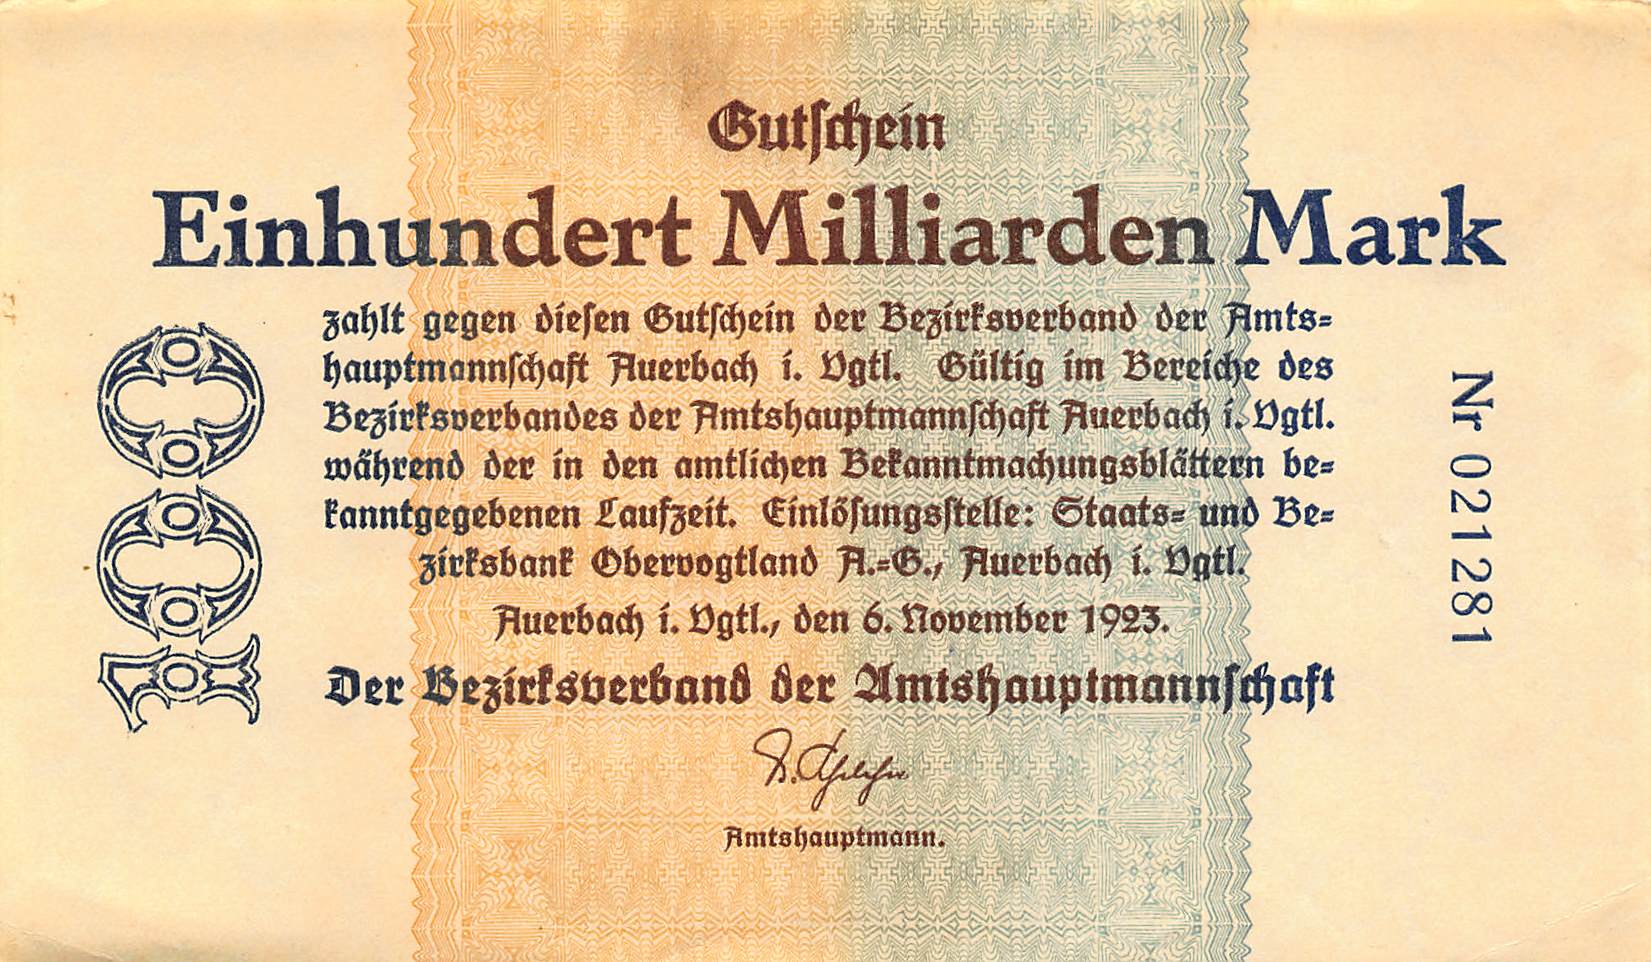 Gutschein
Einhundert Milliarden Mark
zahlt gegen diesen Gutschein der Bezirksverband der Amts-
hauptmannschaft Auerbach i. Vgtl. Gültig im Bereiche des
Bezirksverbandes der Amtshauptmannschaft Auerbach i. Vgtl.
während der in den amtlichen Bekanntmachungsblättern be-
kanntgegebenen Laufzeit. Einlösungsstelle: Staats- und Be-
zirksbank Obervogtland A.-G., Auerbach i. Vgtl.
Auerbach i. Vgtl., den 6. November 1923.
Der Bezirksverband der Amtshauptmannschaft
Amtshauptmann.
100
Nr 021281